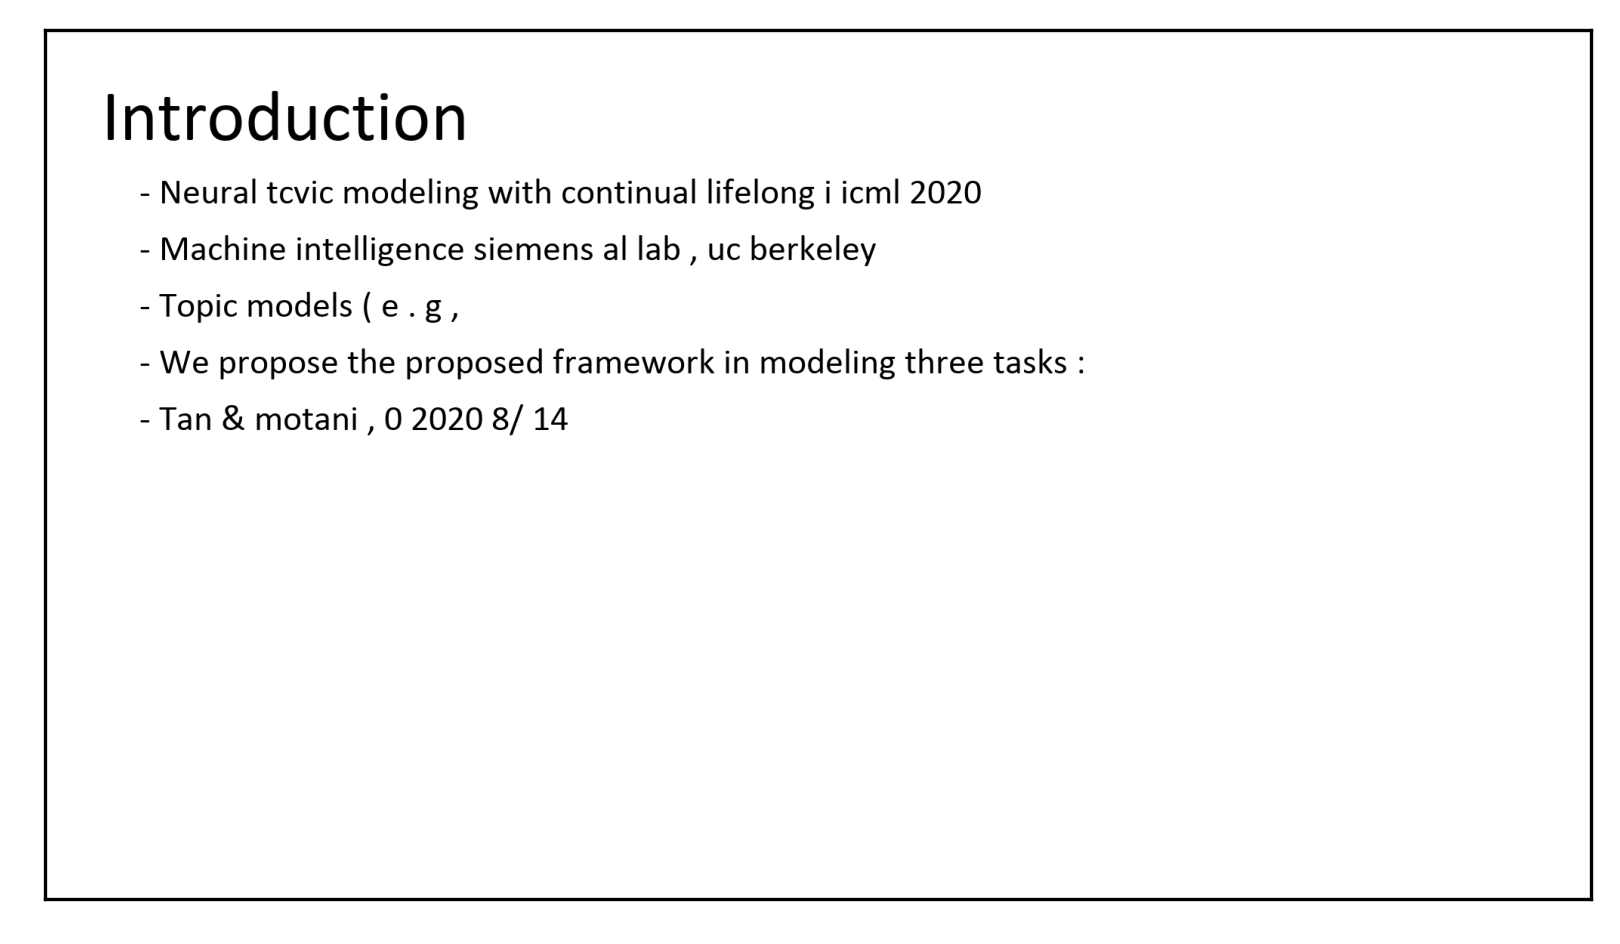 Introduction
- Neural tcvic modeling with continual lifelong i icml 2020
- Machine intelligence siemens al lab , uc berkeley
- Topic models ( e . g ,
- We propose the proposed framework in modeling three tasks :
- Tan & motani , 0 2020 8/ 14